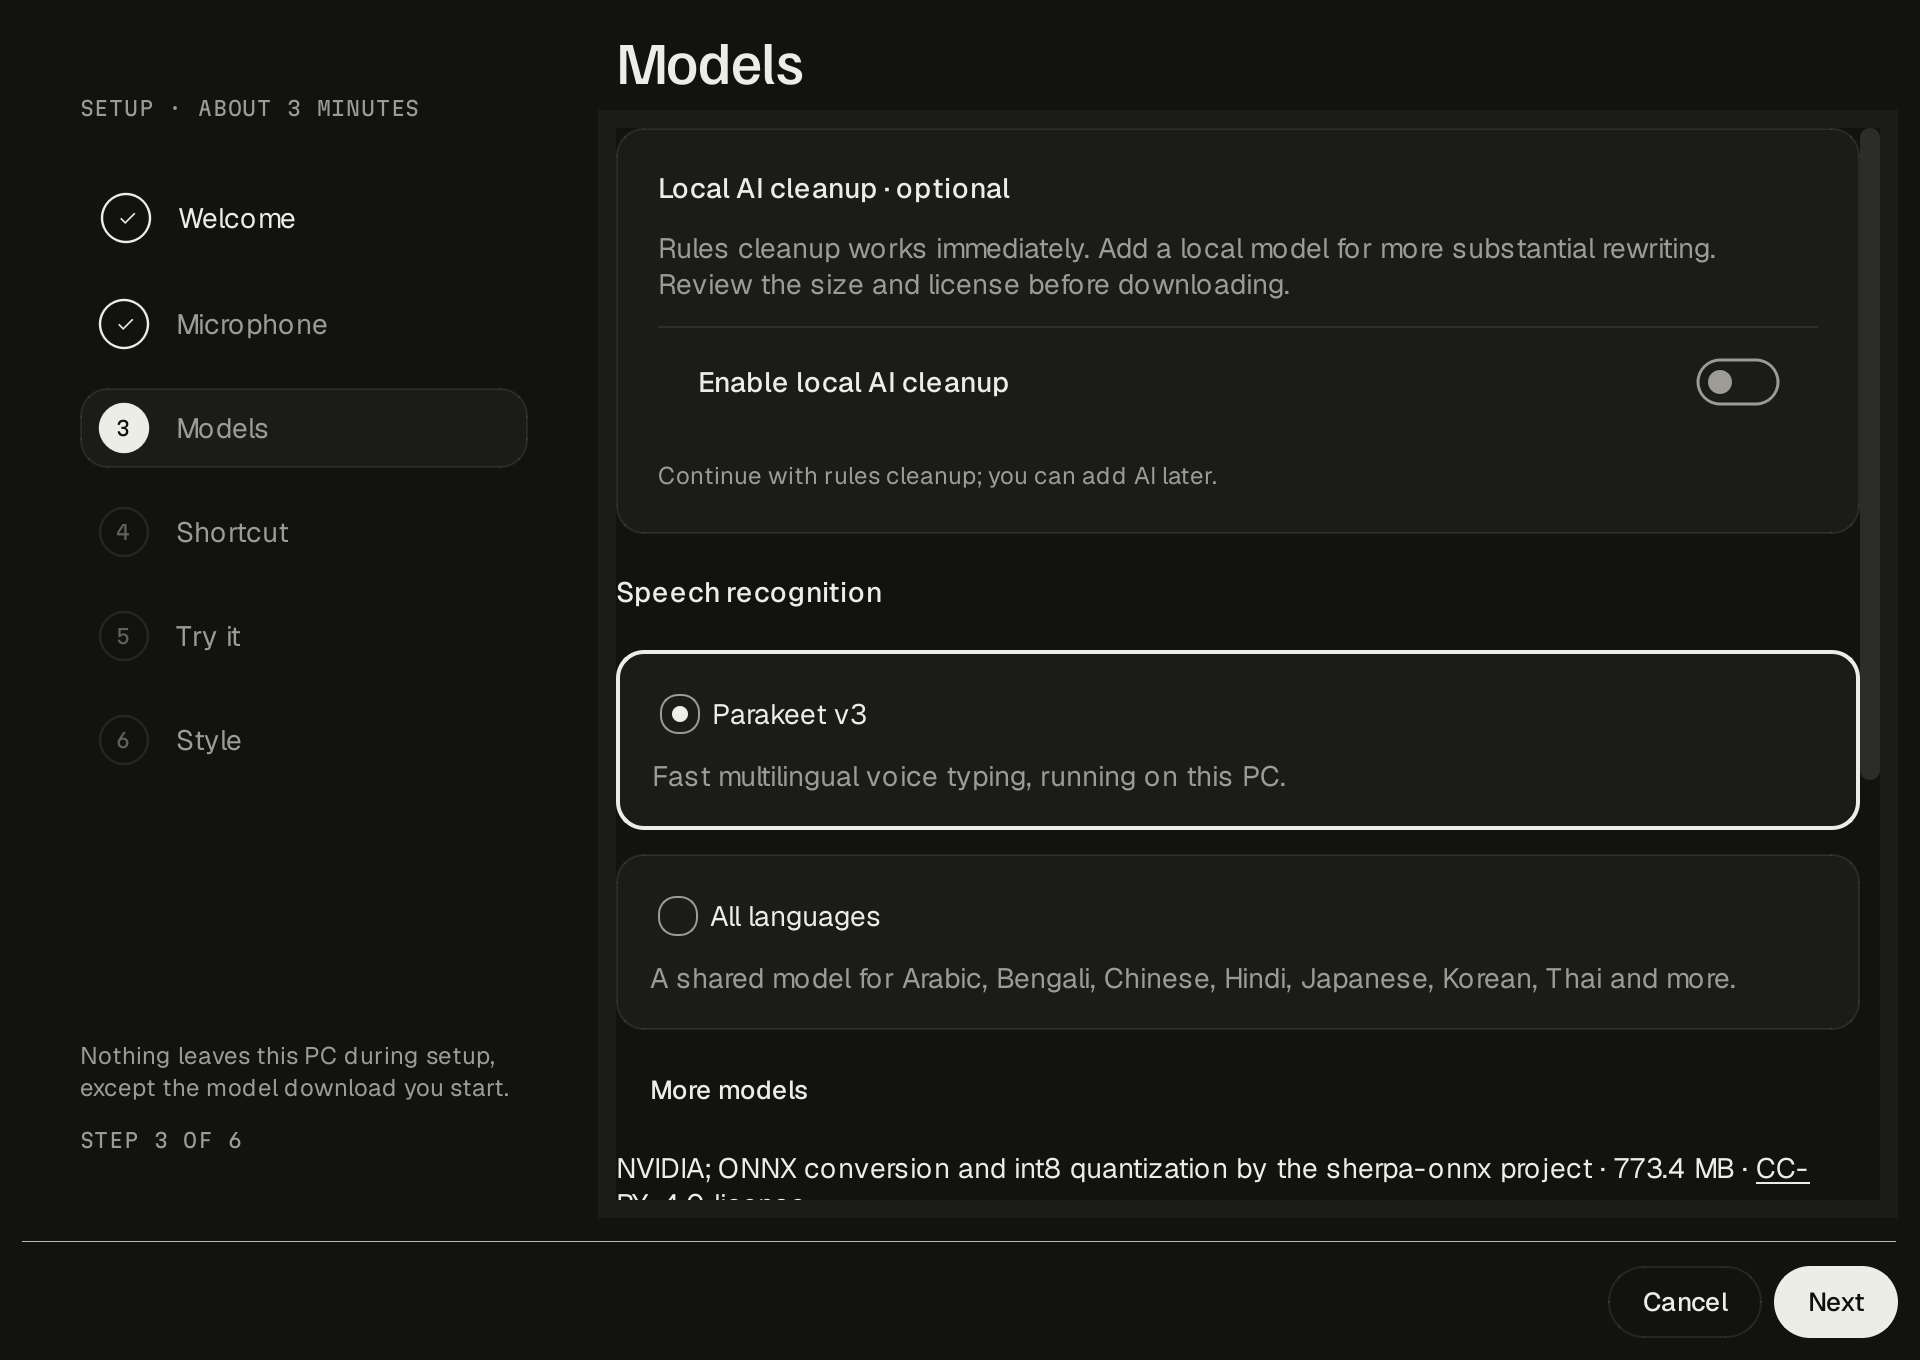 Models
SETUP · ABOUT 3 MINUTES
Welcome
Microphone
3 Models
4 Shortcut
5 Try it
6 Style
Nothing leaves this PC during setup,
except the model download you start.
STEP 3 OF 6
Local AI cleanup · optional
Rules cleanup works immediately. Add a local model for more substantial rewriting.
Review the size and license before downloading.
Enable local AI cleanup
Continue with rules cleanup; you can add AI later.
Speech recognition
Parakeet v3
Fast multilingual voice typing, running on this PC.
All languages
A shared model for Arabic, Bengali, Chinese, Hindi, Japanese, Korean, Thai and more.
More models
NVIDIA; ONNX conversion and int8 quantization by the sherpa-onnx project · 773.4 MB · CC-
BY-4.0 license
Cancel
Next